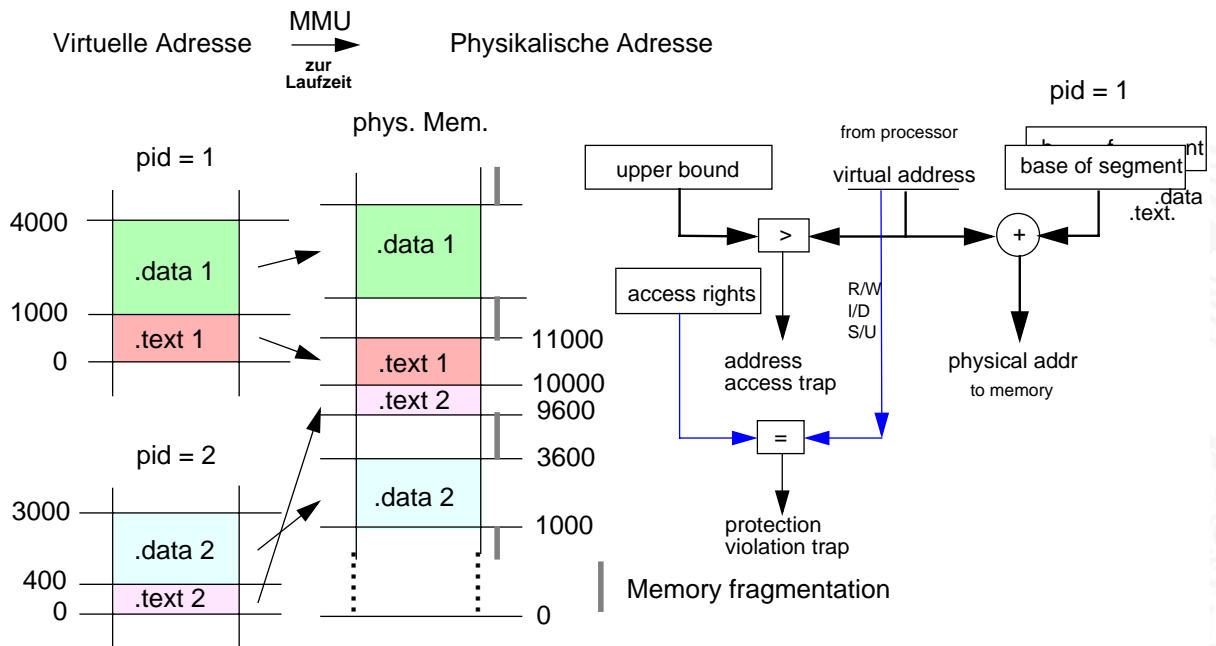 MMU
Virtuelle Adresse
Physikalische Adresse
zur
Laufzeit
phys. Mem.
pid = 1
4000
.data 1
1000
.text 1
0
pid = 2
3000
.data 2
400
.text 2
0
.data 1
11000
.text 1
10000
.text 2
9600
3600
.data 2
1000
0
Memory fragmentation
pid = 1
from processor
upper bound
virtual address
base of segment
.data
.text.
>
+
access rights
R/W
I/D
S/U
address
access trap
physical addr
to memory
=
protection
violation trap